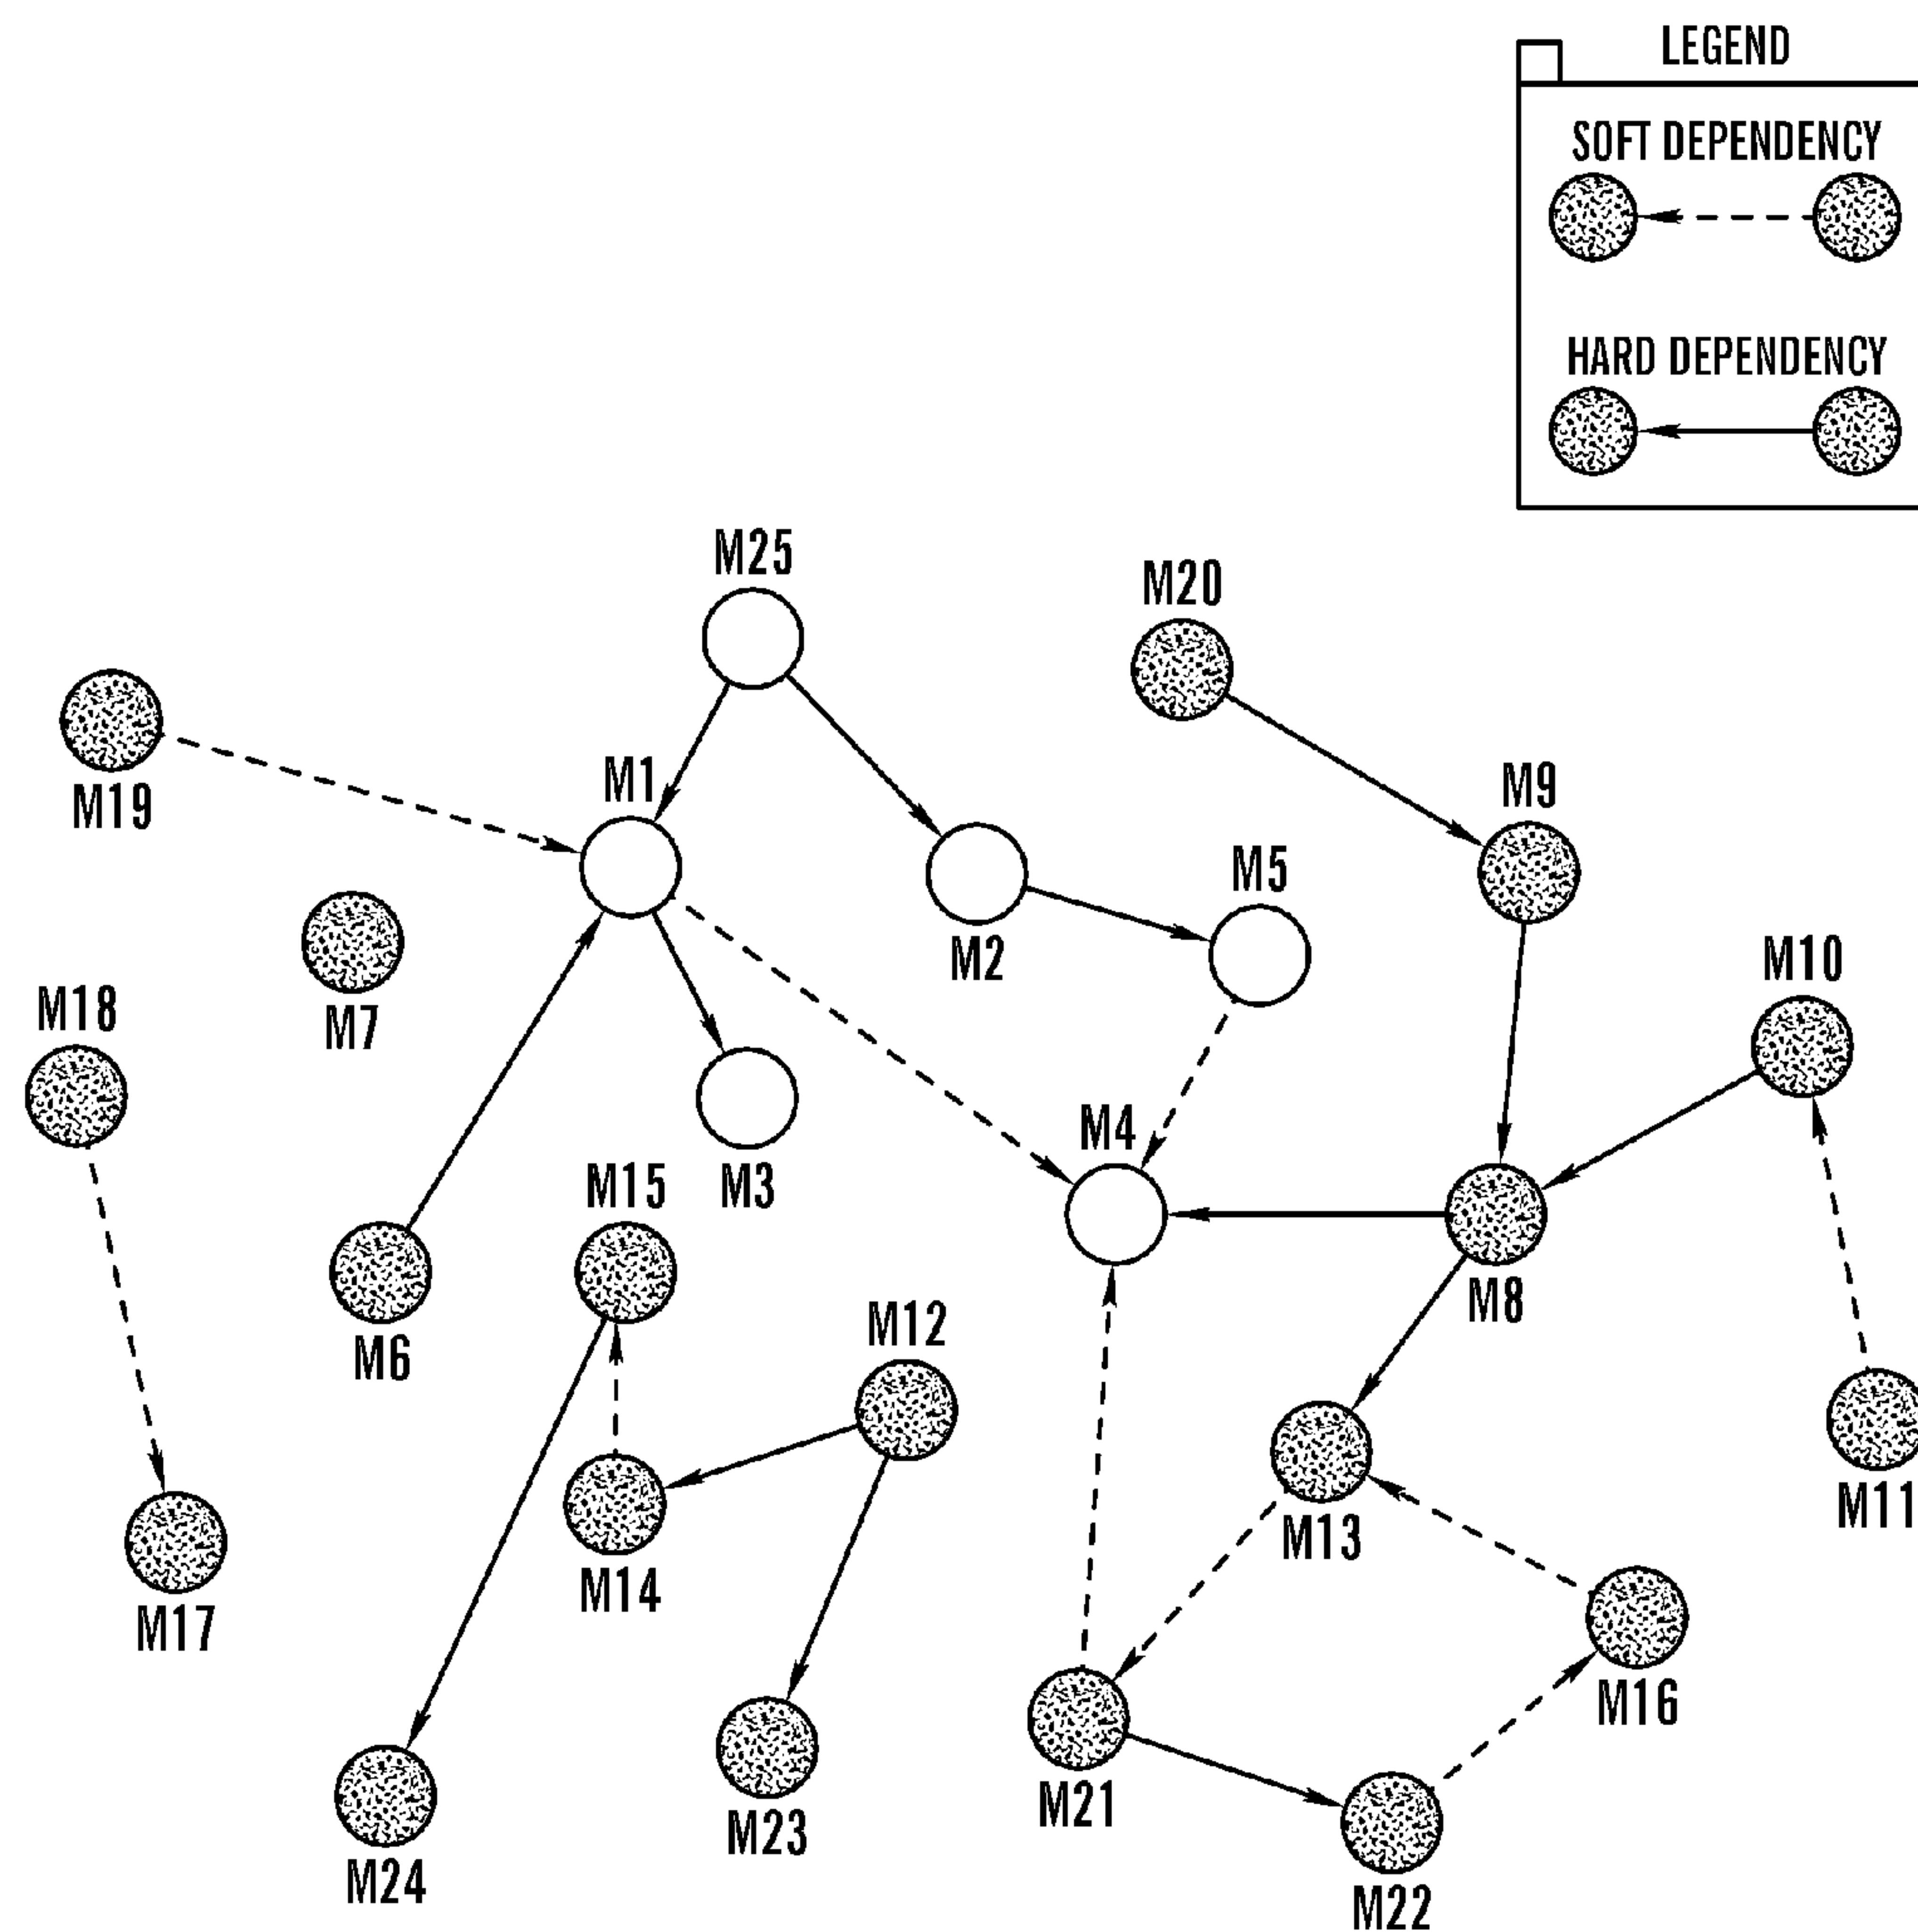 LEGEND
SOFT DEPENDENCY
HARD DEPENDENCY
M25
M20
M19
M1
M9
M5
M2
M10
M7
M18
M4
M3
M15
M8
M12
M6
M11
M13
M14
M17
M16
M21
M23
M24
M22